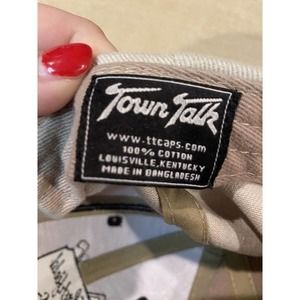 Town Talk
www.ttcaps.com
100% COTTON
LOUISVILLE, KENTUCKY
MADE IN BANGLADESH